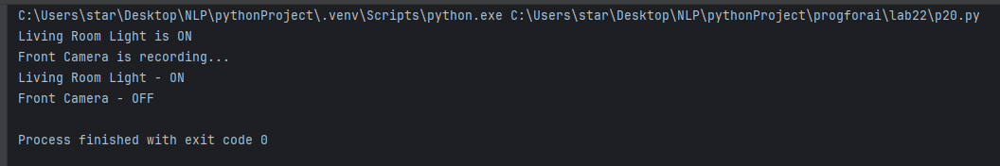 C:\Users\star\Desktop\NLP\pythonProject\.venv\Scripts\python.exe C:\Users\star\Desktop\NLP\pythonProject\progforai\lab22\p20.py
Living Room Light is ON
Front Camera is recording...
Living Room Light - ON
Front Camera - OFF
Process finished with exit code 0